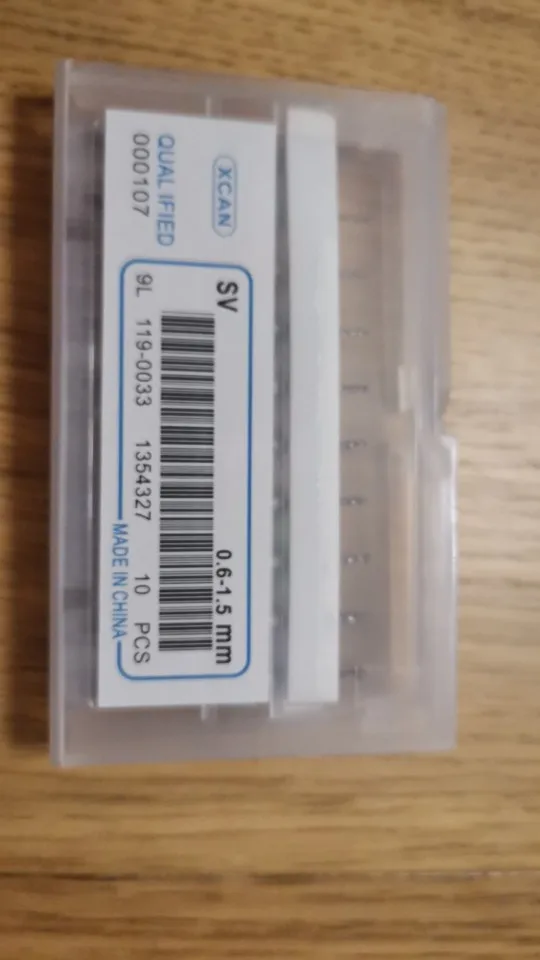 XCAN
QUALIFIED
000107
SV
0.6-1.5 mm
9L 119-0033 1354327 10 PCS
MADE IN CHINA